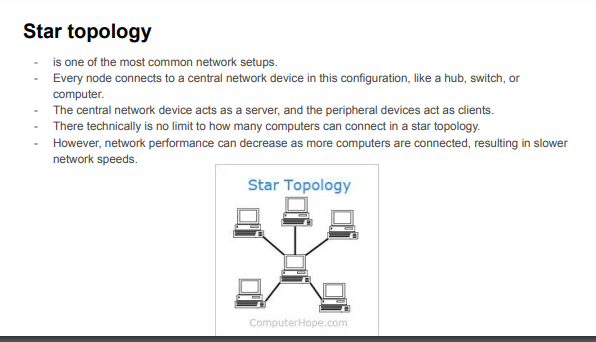 Star topology
- is one of the most common network setups.
- Every node connects to a central network device in this configuration, like a hub, switch, or
computer.
- The central network device acts as a server, and the peripheral devices act as clients.
- There technically is no limit to how many computers can connect in a star topology.
- However, network performance can decrease as more computers are connected, resulting in slower
network speeds.
Star Topology
ComputerHope.com